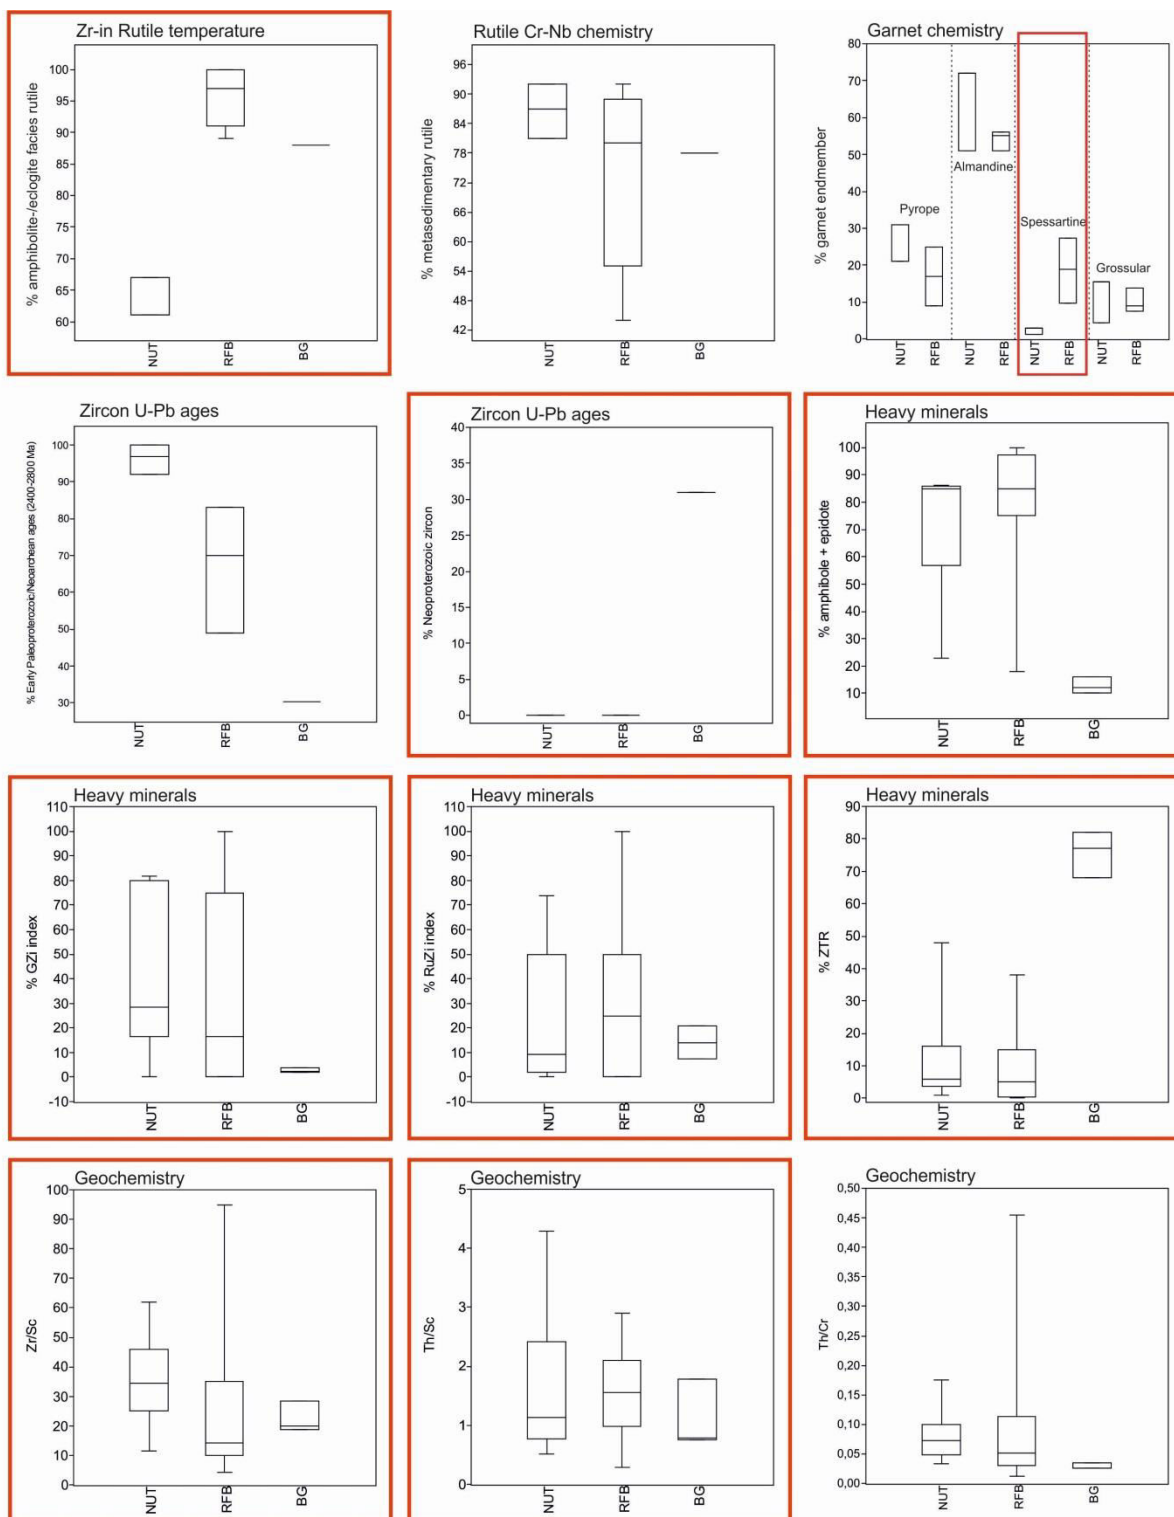 Zr-in Rutile temperature
% amphibolite-/eclogite facies rutile
100
95
90
85
80
75
70
65
60
NUT
RFB
BG
Rutile Cr-Nb chemistry
% metasedimentary rutile
96
90
84
78
72
66
60
54
48
42
NUT
RFB
BG
Garnet chemistry
% garnet endmember
80
70
60
50
40
30
20
10
0
Pyrope
Almandine
Spessartine
Grossular
NUT
RFB
NUT
RFB
NUT
RFB
NUT
RFB
Zircon U-Pb ages
% Early Paleoproterozoic/Neoarchean ages (2400-2800 Ma)
100
90
80
70
60
50
40
30
NUT
RFB
BG
Zircon U-Pb ages
% Neoproterozoic zircon
40
35
30
25
20
15
10
5
0
NUT
RFB
BG
Heavy minerals
% amphibole + epidote
100
90
80
70
60
50
40
30
20
10
NUT
RFB
BG
Heavy minerals
% GZi index
110
100
90
80
70
60
50
40
30
20
10
0
-10
NUT
RFB
BG
Heavy minerals
% RuZi index
110
100
90
80
70
60
50
40
30
20
10
0
-10
NUT
RFB
BG
Heavy minerals
% ZTR
90
80
70
60
50
40
30
20
10
0
NUT
RFB
BG
Geochemistry
Zr/Sc
100
90
80
70
60
50
40
30
20
10
0
NUT
RFB
BG
Geochemistry
Th/Sc
5
4
3
2
1
0
NUT
RFB
BG
Geochemistry
Th/Cr
0,50
0,45
0,40
0,35
0,30
0,25
0,20
0,15
0,10
0,05
0,00
NUT
RFB
BG